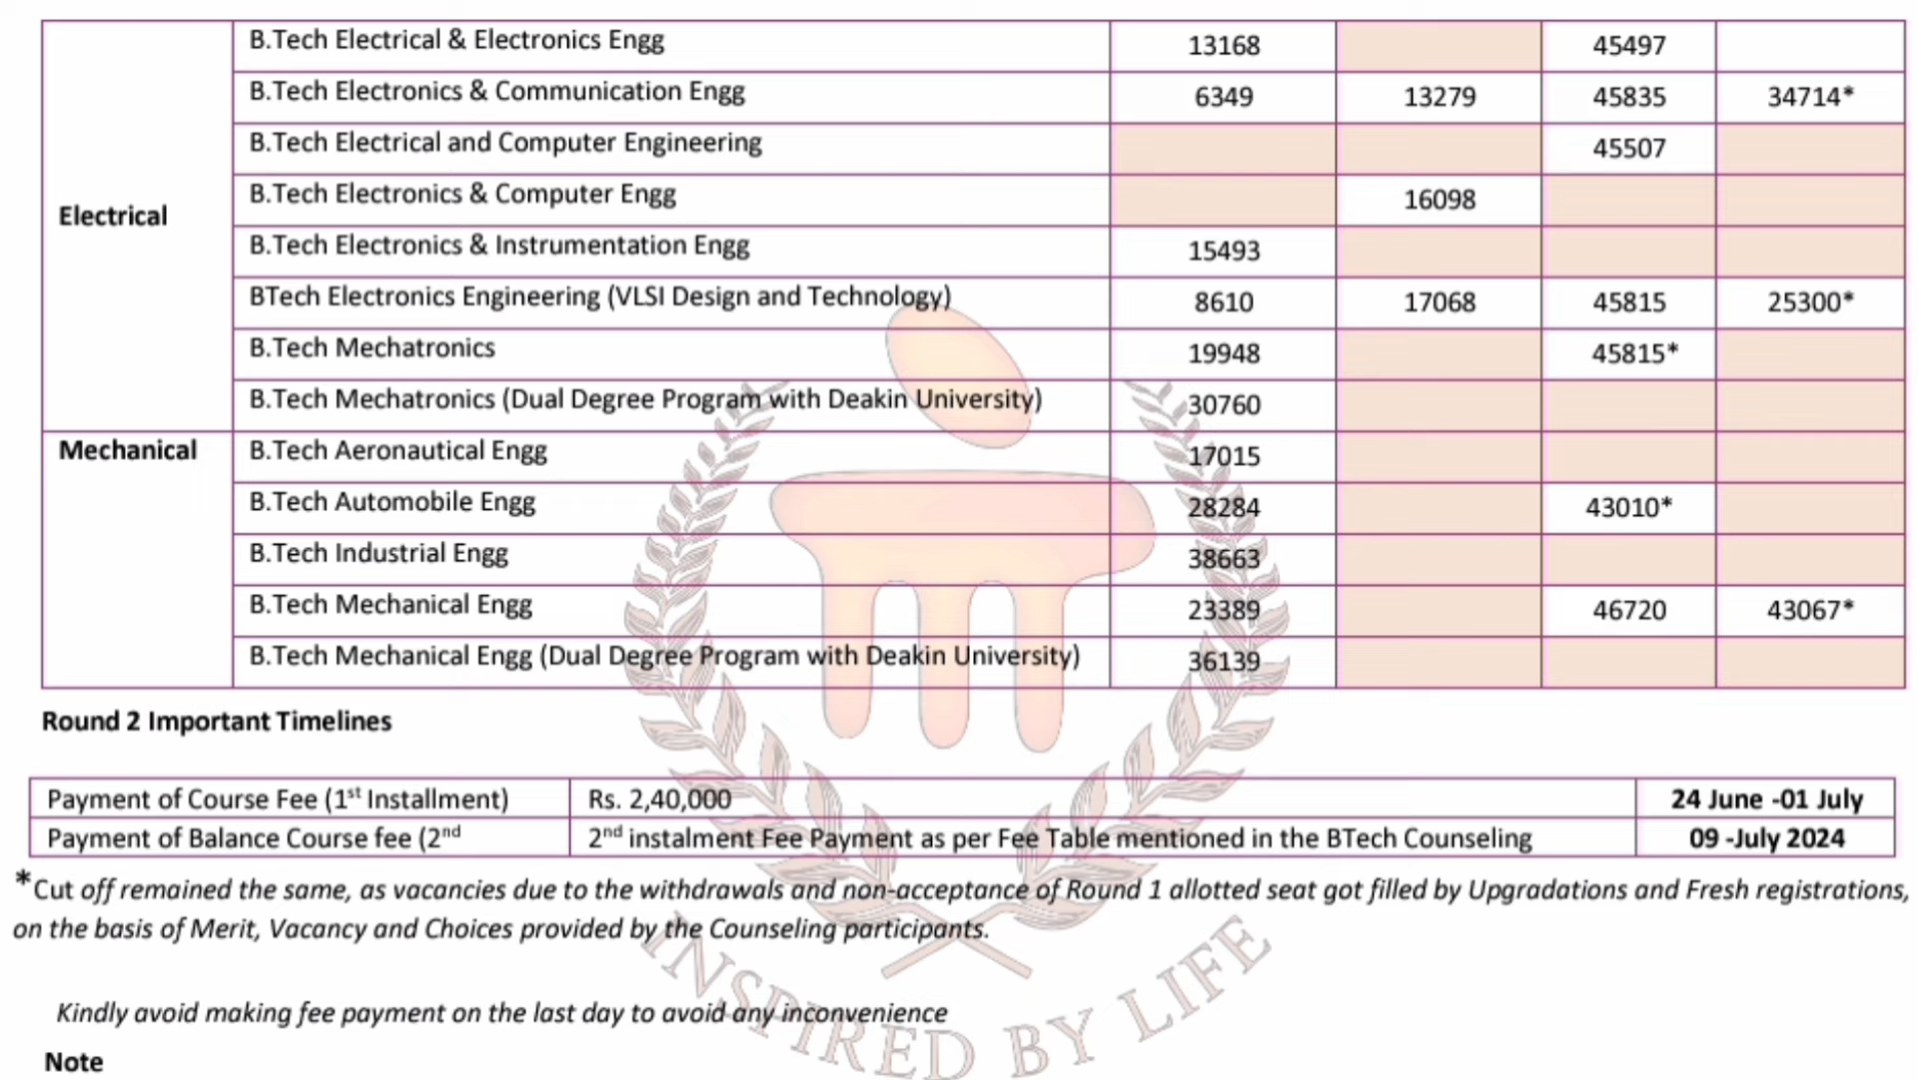 B.Tech Electrical & Electronics Engg 13168 45497
B.Tech Electronics & Communication Engg 6349 13279 45835 34714*
B.Tech Electrical and Computer Engineering 45507
B.Tech Electronics & Computer Engg 16098
Electrical
B.Tech Electronics & Instrumentation Engg 15493
BTech Electronics Engineering (VLSI Design and Technology) 8610 17068 45815 25300*
B.Tech Mechatronics 19948 45815*
B.Tech Mechatronics (Dual Degree Program with Deakin University) 30760
Mechanical B.Tech Aeronautical Engg 17015
B.Tech Automobile Engg 28284 43010*
B.Tech Industrial Engg 38663
B.Tech Mechanical Engg 23389 46720 43067*
B.Tech Mechanical Engg (Dual Degree Program with Deakin University) 36139
Round 2 Important Timelines
Payment of Course Fee (1st Installment) Rs. 2,40,000 24 June -01 July
Payment of Balance Course fee (2nd 2nd instalment Fee Payment as per Fee Table mentioned in the BTech Counseling 09 -July 2024
*Cut off remained the same, as vacancies due to the withdrawals and non-acceptance of Round 1 allotted seat got filled by Upgradations and Fresh registrations,
on the basis of Merit, Vacancy and Choices provided by the Counseling participants.
Kindly avoid making fee payment on the last day to avoid any inconvenience
INSPIRED BY LIFE
Note